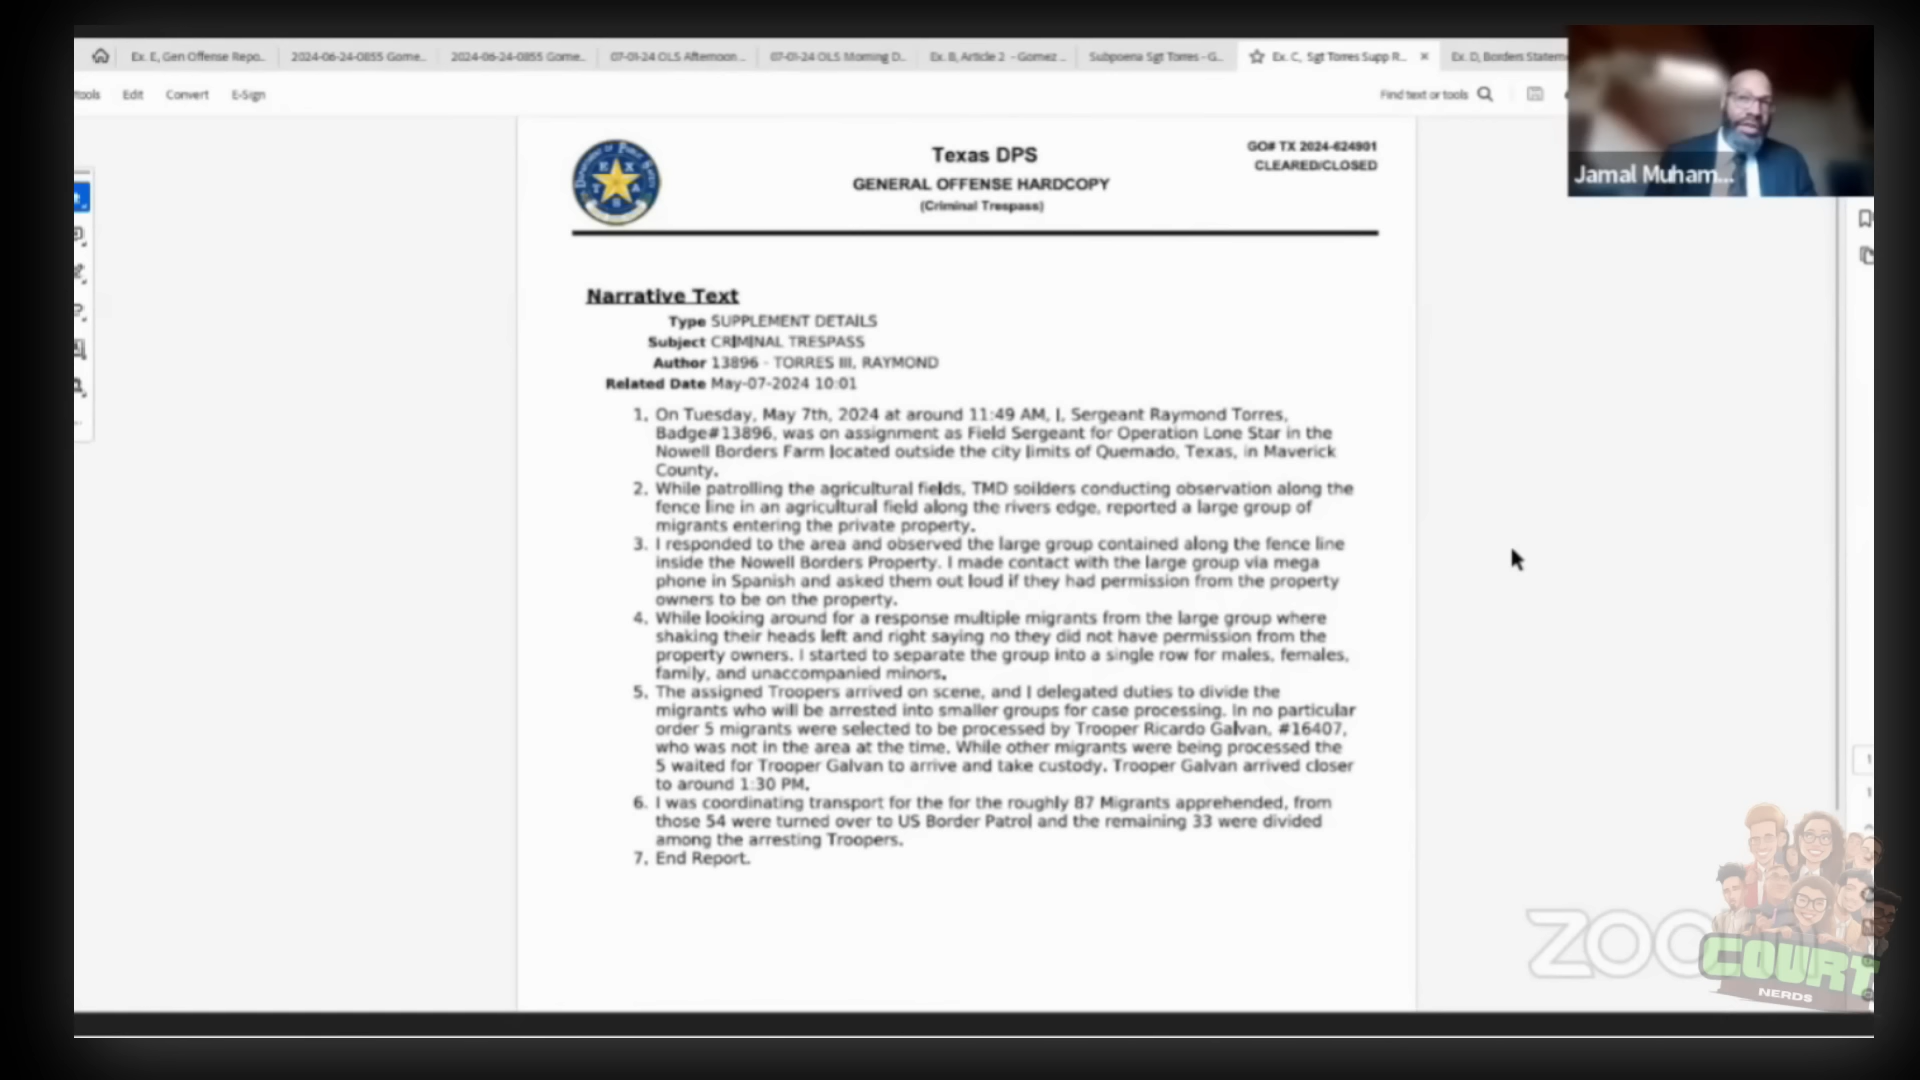 Ex. E, Gen Offense Repo..
2024-06-24-0855 Gome..
2024-06-24-0855 Gome..
07-01-24 OLS Afternoon ..
07-01-24 OLS Morning D..
Ex. B, Article 2 - Gomez ..
Subpoena Sgt Torres - G..
Ex. C, Sgt Torres Supp R..
Ex. D, Borders Statem
tools Edit Convert E-Sign
Find text or tools
Jamal Muham...
Texas DPS
GENERAL OFFENSE HARDCOPY
(Criminal Trespass)
GO# TX 2024-624901
CLEARED/CLOSED
Narrative Text
Type SUPPLEMENT DETAILS
Subject CRIMINAL TRESPASS
Author 13896 - TORRES III, RAYMOND
Related Date May-07-2024 10:01
1. On Tuesday, May 7th, 2024 at around 11:49 AM, I, Sergeant Raymond Torres,
Badge#13896, was on assignment as Field Sergeant for Operation Lone Star in the
Nowell Borders Farm located outside the city limits of Quemado, Texas, in Maverick
County.
2. While patrolling the agricultural fields, TMD soilders conducting observation along the
fence line in an agricultural field along the rivers edge, reported a large group of
migrants entering the private property.
3. I responded to the area and observed the large group contained along the fence line
inside the Nowell Borders Property. I made contact with the large group via mega
phone in Spanish and asked them out loud if they had permission from the property
owners to be on the property.
4. While looking around for a response multiple migrants from the large group where
shaking their heads left and right saying no they did not have permission from the
property owners. I started to separate the group into a single row for males, females,
family, and unaccompanied minors.
5. The assigned Troopers arrived on scene, and I delegated duties to divide the
migrants who will be arrested into smaller groups for case processing. In no particular
order 5 migrants were selected to be processed by Trooper Ricardo Galvan, #16407,
who was not in the area at the time. While other migrants were being processed the
5 waited for Trooper Galvan to arrive and take custody. Trooper Galvan arrived closer
to around 1:30 PM.
6. I was coordinating transport for the for the roughly 87 Migrants apprehended, from
those 54 were turned over to US Border Patrol and the remaining 33 were divided
among the arresting Troopers.
7. End Report.
ZOO
COURT
NERDS